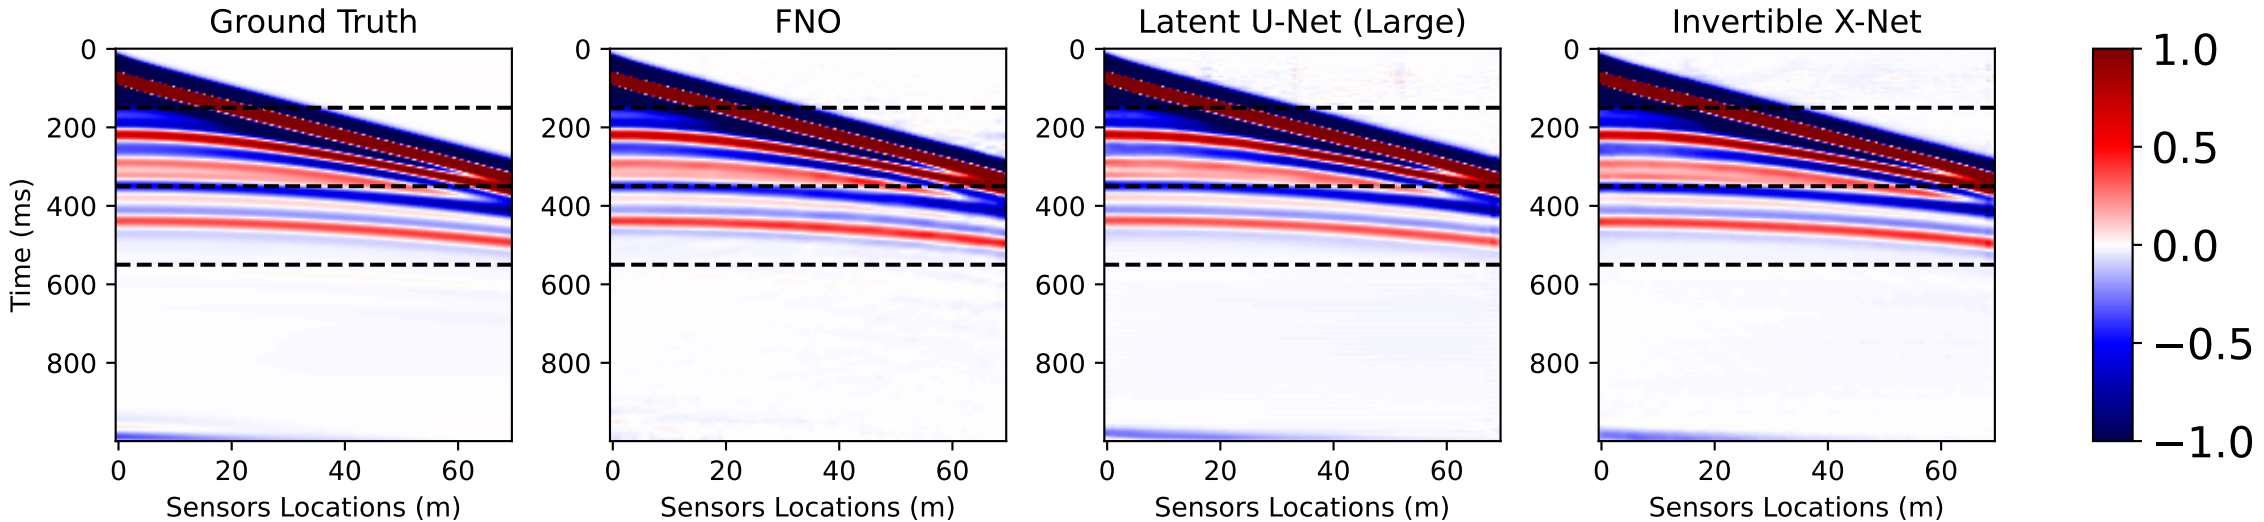 Ground Truth
FNO
Latent U-Net (Large)
Invertible X-Net
Time (ms)
0
200
400
600
800
0 20 40 60
Sensors Locations (m)
0
200
400
600
800
0 20 40 60
Sensors Locations (m)
0
200
400
600
800
0 20 40 60
Sensors Locations (m)
0
200
400
600
800
0 20 40 60
Sensors Locations (m)
1.0
0.5
0.0
−0.5
−1.0